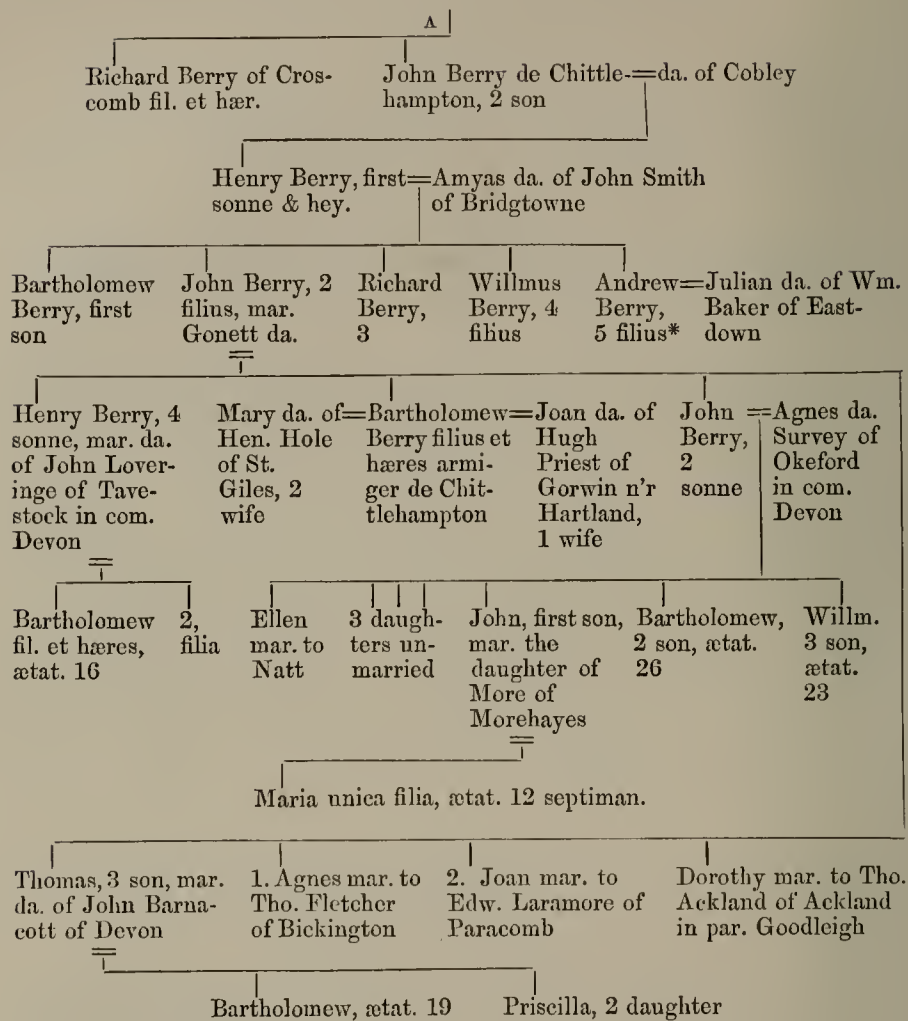 A
Richard Berry of Cros-
comb fil. et hær.
John Berry de Chittle-=da. of Cobley
hampton, 2 son
Henry Berry, first=Amyas da. of John Smith
sonne & hey.
of Bridgtowne
Bartholomew
Berry, first
son
John Berry, 2
filius, mar.
Gonett da.
Richard
Berry,
3
Willmus
Berry, 4
filius
Andrew=Julian da. of Wm.
Berry,
5 filius*
Baker of East-
down
Henry Berry, 4
sonne, mar. da.
of John Lover-
inge of Tave-
stock in com.
Devon
Mary da. of=Bartholomew=Joan da. of
Hen. Hole
of St.
Giles, 2
wife
Berry filius et
hæres armi-
ger de Chit-
tlehampton
Hugh
Priest of
Gorwin n'r
Hartland,
1 wife
John =Agnes da.
Berry,
2
sonne
Survey of
Okeford
in com.
Devon
Bartholomew
fil. et hæres,
ætat. 16
2,
filia
Ellen
mar. to
Natt
3 daugh-
ters un-
married
John, first son,
mar. the
daughter of
More of
Morehayes
Bartholomew,
2 son, ætat.
26
Willm.
3 son,
ætat.
23
Maria unica filia, ætat. 12 septiman.
Thomas, 3 son, mar.
da. of John Barna-
cott of Devon
1. Agnes mar. to
Tho. Fletcher
of Bickington
2. Joan mar. to
Edw. Laramore of
Paracomb
Dorothy mar. to Tho.
Ackland of Ackland
in par. Goodleigh
Bartholomew, ætat. 19
Priscilla, 2 daughter